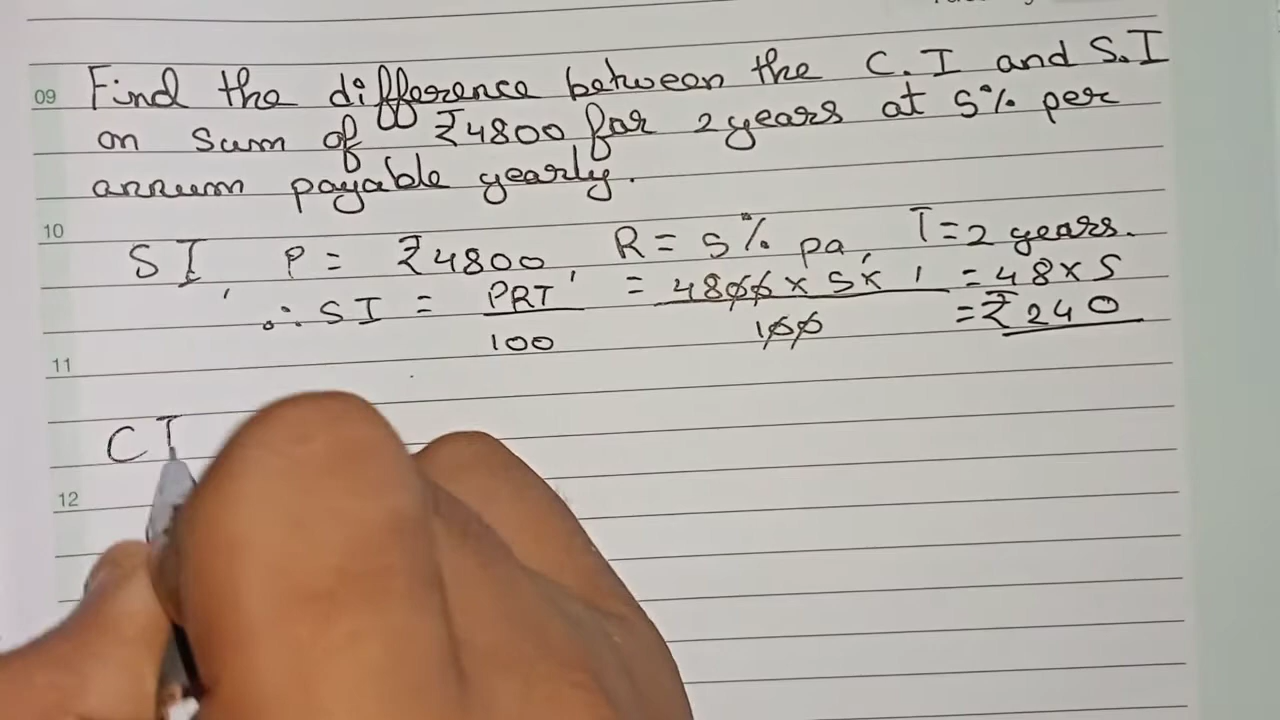 09 Find the difference between the C.I and S.I
on Sum of ₹4800 for 2 years at 5% per
annum payable yearly.
10
SI, P = ₹4800, R = 5% pa, T = 2 years.
∴ SI = PRT/100 = 4800 x 5 x 1/100 = 48 x 5
= ₹240
11
CI
12